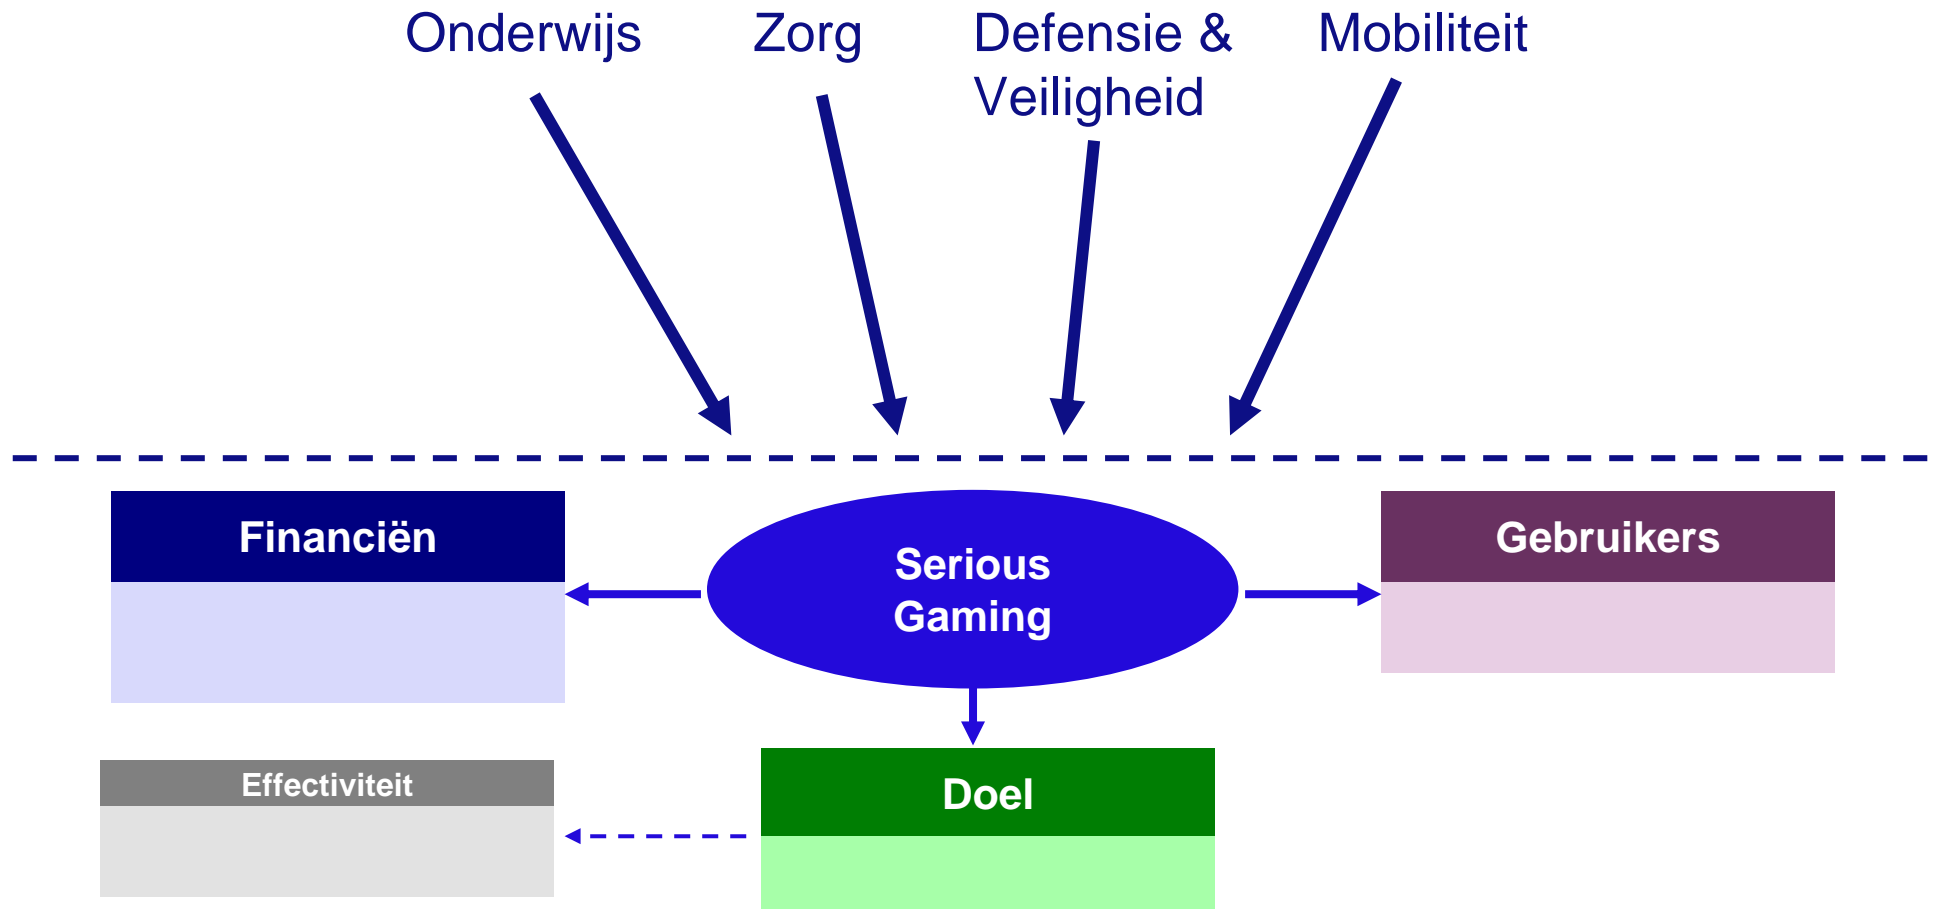 Onderwijs
Zorg
Defensie &
Veiligheid
Mobiliteit
Financiën
Serious
Gaming
Gebruikers
Effectiviteit
Doel